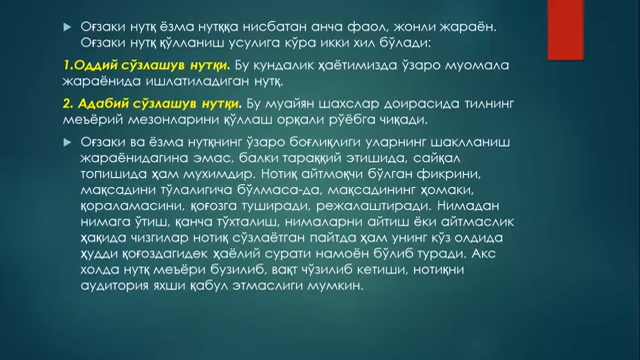 Оғзаки нутқ ёзма нутққа нисбатан анча фаол, жонли жараён.
Оғзаки нутқ қўлланиш усулига кўра икки хил бўлади:
1.Оддий сўзлашув нутқи. Бу кундалик ҳаётимизда ўзаро муомала
жараёнида ишлатиладиган нутқ.
2. Адабий сўзлашув нутқи. Бу муайян шахслар доирасида тилнинг
меъёрий мезонларини қўллаш орқали рўёбга чиқади.
Оғзаки ва ёзма нутқнинг ўзаро боғлиқлиги уларнинг шаклланиш
жараёнидагина эмас, балки тараққий этишида, сайқал
топишида ҳам мухимдир. Нотиқ айтмоқчи бўлган фикрини,
мақсадини тўлалигича бўлмаса-да, мақсадининг ҳомаки,
қораламасини, қоғозга туширади, режалаштиради. Нимадан
нимага ўтиш, қанча тўхталиш, нималарни айтиш ёки айтмаслик
ҳақида чизгилар нотиқ сўзлаётган пайтда ҳам унинг кўз олдида
ҳудди қоғоздагидек ҳаёлий сурати намоён бўлиб туради. Акс
холда нутқ меъёри бузилиб, вақт чўзилиб кетиши, нотиқни
аудитория яхши қабул этмаслиги мумкин.